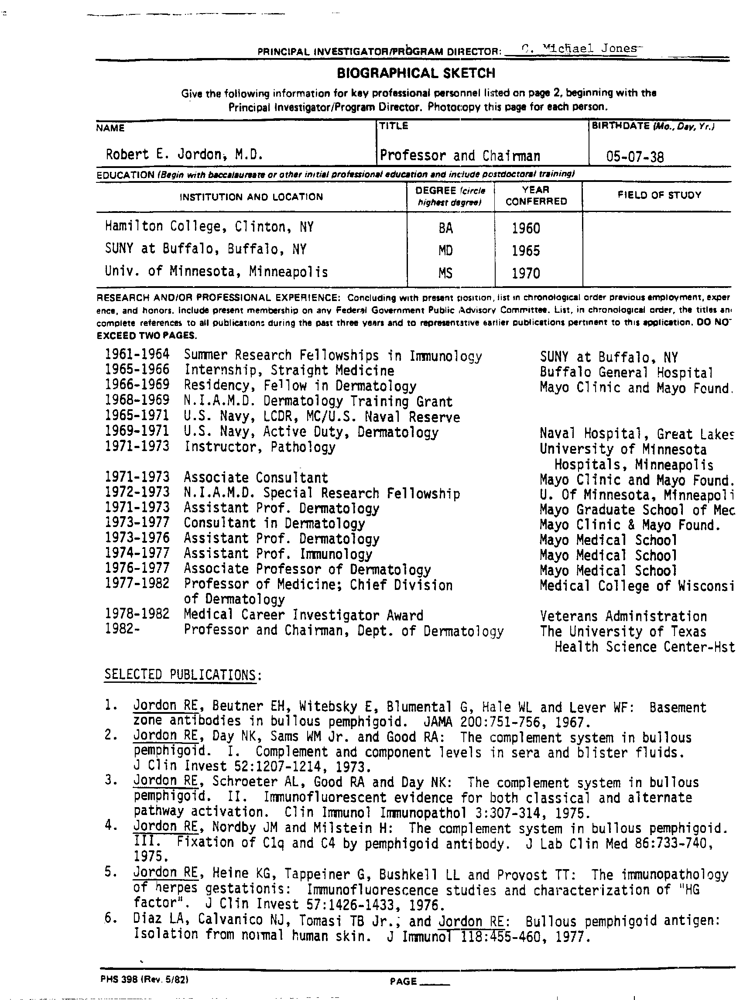 PRINCIPAL INVESTIGATOR/PROGRAM DIRECTOR: C. Michael Jones
BIOGRAPHICAL SKETCH
Give the following information for key professional personnel listed on page 2, beginning with the
Principal Investigator/Program Director. Photocopy this page for each person.
NAME TITLE BIRTHDATE (Mo., Day, Yr.)
Robert E. Jordon, M.D. Professor and Chairman 05-07-38
EDUCATION (Begin with baccalaureate or other initial professional education and include postdoctoral training)
INSTITUTION AND LOCATION DEGREE (circle highest degree) YEAR CONFERRED FIELD OF STUDY
Hamilton College, Clinton, NY BA 1960
SUNY at Buffalo, Buffalo, NY MD 1965
Univ. of Minnesota, Minneapolis MS 1970
RESEARCH AND/OR PROFESSIONAL EXPERIENCE: Concluding with present position, list in chronological order previous employment, exper
ence, and honors. Include present membership on any Federal Government Public Advisory Committee. List, in chronological order, the titles an
complete references to all publications during the past three years and to representative earlier publications pertinent to this application. DO NO
EXCEED TWO PAGES.
1961-1964 Summer Research Fellowships in Immunology SUNY at Buffalo, NY
1965-1966 Internship, Straight Medicine Buffalo General Hospital
1966-1969 Residency, Fellow in Dermatology Mayo Clinic and Mayo Found.
1968-1969 N.I.A.M.D. Dermatology Training Grant
1965-1971 U.S. Navy, LCDR, MC/U.S. Naval Reserve
1969-1971 U.S. Navy, Active Duty, Dermatology Naval Hospital, Great Lakes
1971-1973 Instructor, Pathology University of Minnesota
Hospitals, Minneapolis
1971-1973 Associate Consultant Mayo Clinic and Mayo Found.
1972-1973 N.I.A.M.D. Special Research Fellowship U. Of Minnesota, Minneapoli
1971-1973 Assistant Prof. Dermatology Mayo Graduate School of Mec
1973-1977 Consultant in Dermatology Mayo Clinic & Mayo Found.
1973-1976 Assistant Prof. Dermatology Mayo Medical School
1974-1977 Assistant Prof. Immunology Mayo Medical School
1976-1977 Associate Professor of Dermatology Mayo Medical School
1977-1982 Professor of Medicine; Chief Division Medical College of Wisconsi
of Dermatology
1978-1982 Medical Career Investigator Award Veterans Administration
1982- Professor and Chairman, Dept. of Dermatology The University of Texas
Health Science Center-Hst
SELECTED PUBLICATIONS:
1. Jordon RE, Beutner EH, Witebsky E, Blumental G, Hale WL and Lever WF: Basement
zone antibodies in bullous pemphigoid. JAMA 200:751-756, 1967.
2. Jordon RE, Day NK, Sams WM Jr. and Good RA: The complement system in bullous
pemphigoid. I. Complement and component levels in sera and blister fluids.
J Clin Invest 52:1207-1214, 1973.
3. Jordon RE, Schroeter AL, Good RA and Day NK: The complement system in bullous
pemphigoid. II. Immunofluorescent evidence for both classical and alternate
pathway activation. Clin Immunol Immunopathol 3:307-314, 1975.
4. Jordon RE, Nordby JM and Milstein H: The complement system in bullous pemphigoid.
III. Fixation of C1q and C4 by pemphigoid antibody. J Lab Clin Med 86:733-740,
1975.
5. Jordon RE, Heine KG, Tappeiner G, Bushkell LL and Provost TT: The immunopathology
of herpes gestationis: Immunofluorescence studies and characterization of "HG
factor". J Clin Invest 57:1426-1433, 1976.
6. Diaz LA, Calvanico NJ, Tomasi TB Jr., and Jordon RE: Bullous pemphigoid antigen:
Isolation from normal human skin. J Immunol 118:455-460, 1977.
PHS 398 (Rev. 5/82) PAGE